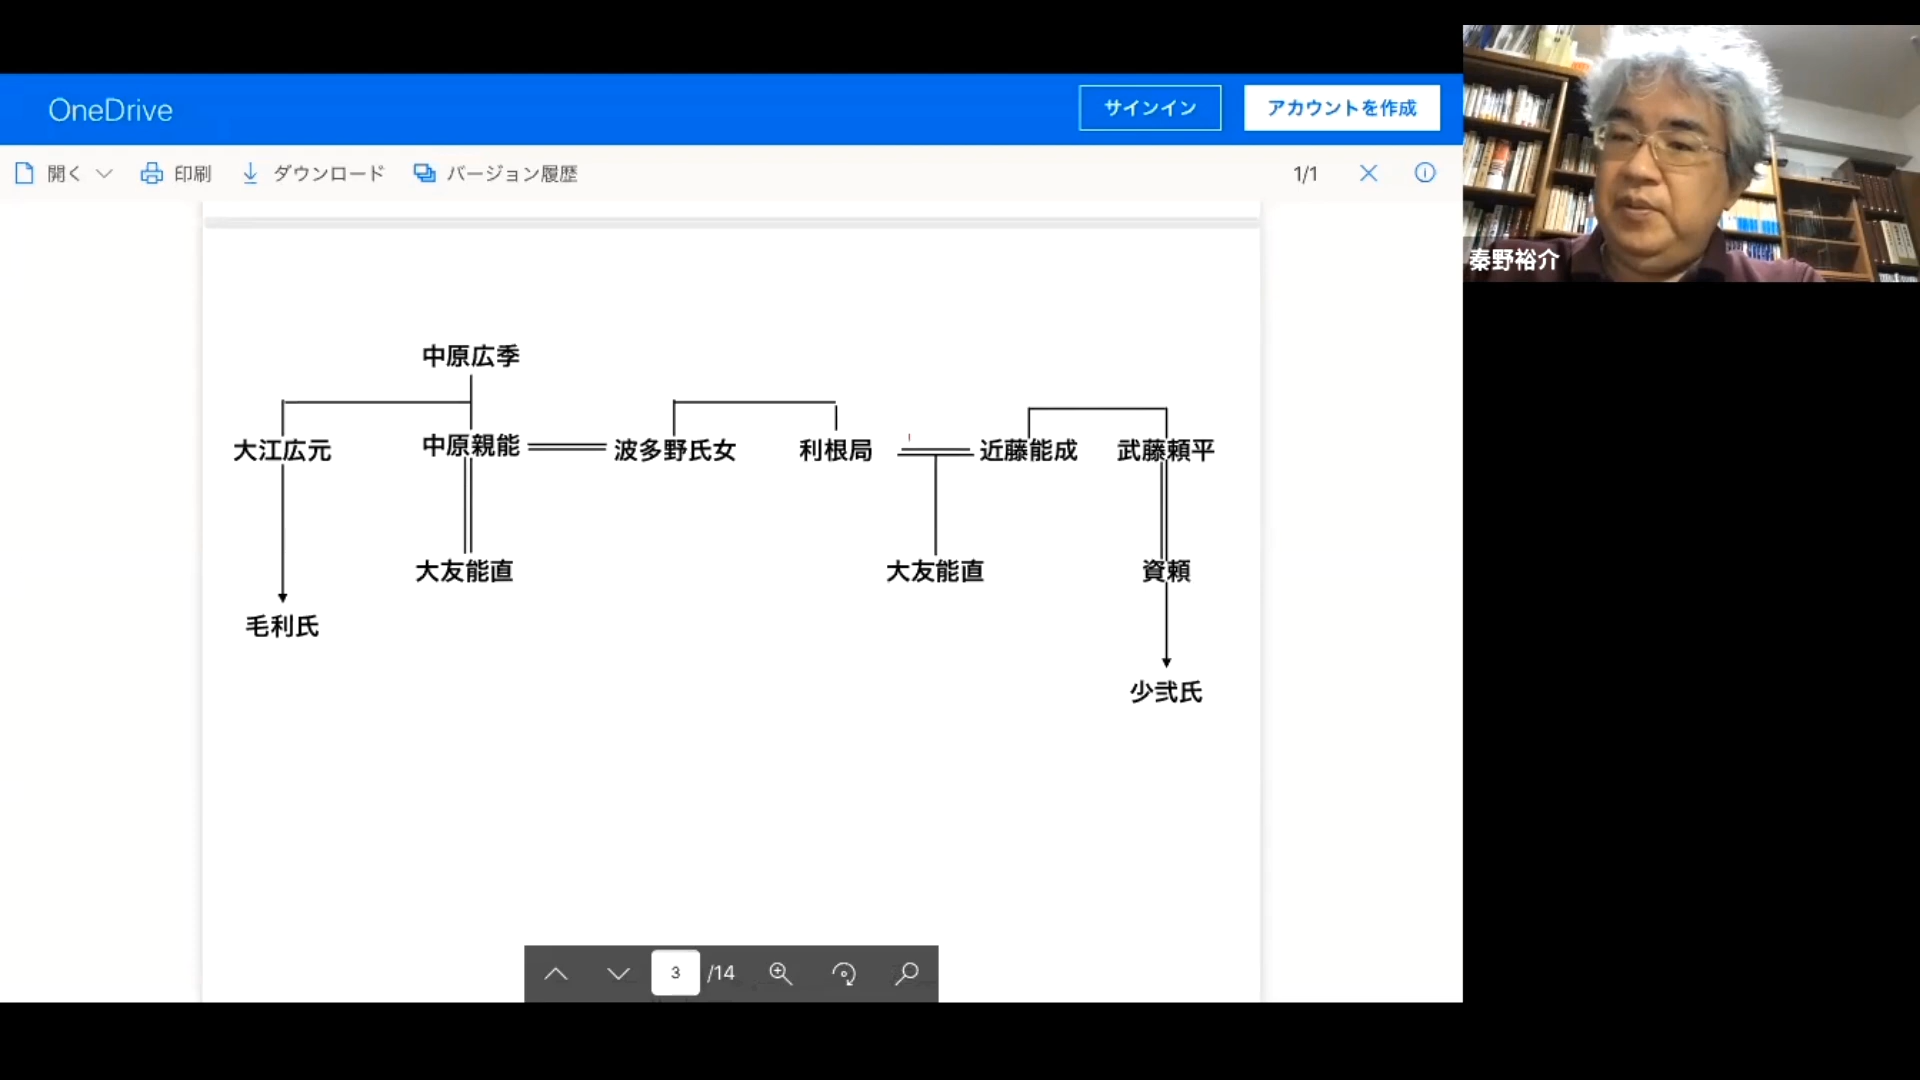 OneDrive
サインイン
アカウントを作成
開く
印刷
ダウンロード
バージョン履歴
1/1
秦野裕介
中原広季
大江広元
中原親能
波多野氏女
利根局
近藤能成
武藤頼平
大友能直
大友能直
資頼
毛利氏
少弐氏
3
/14